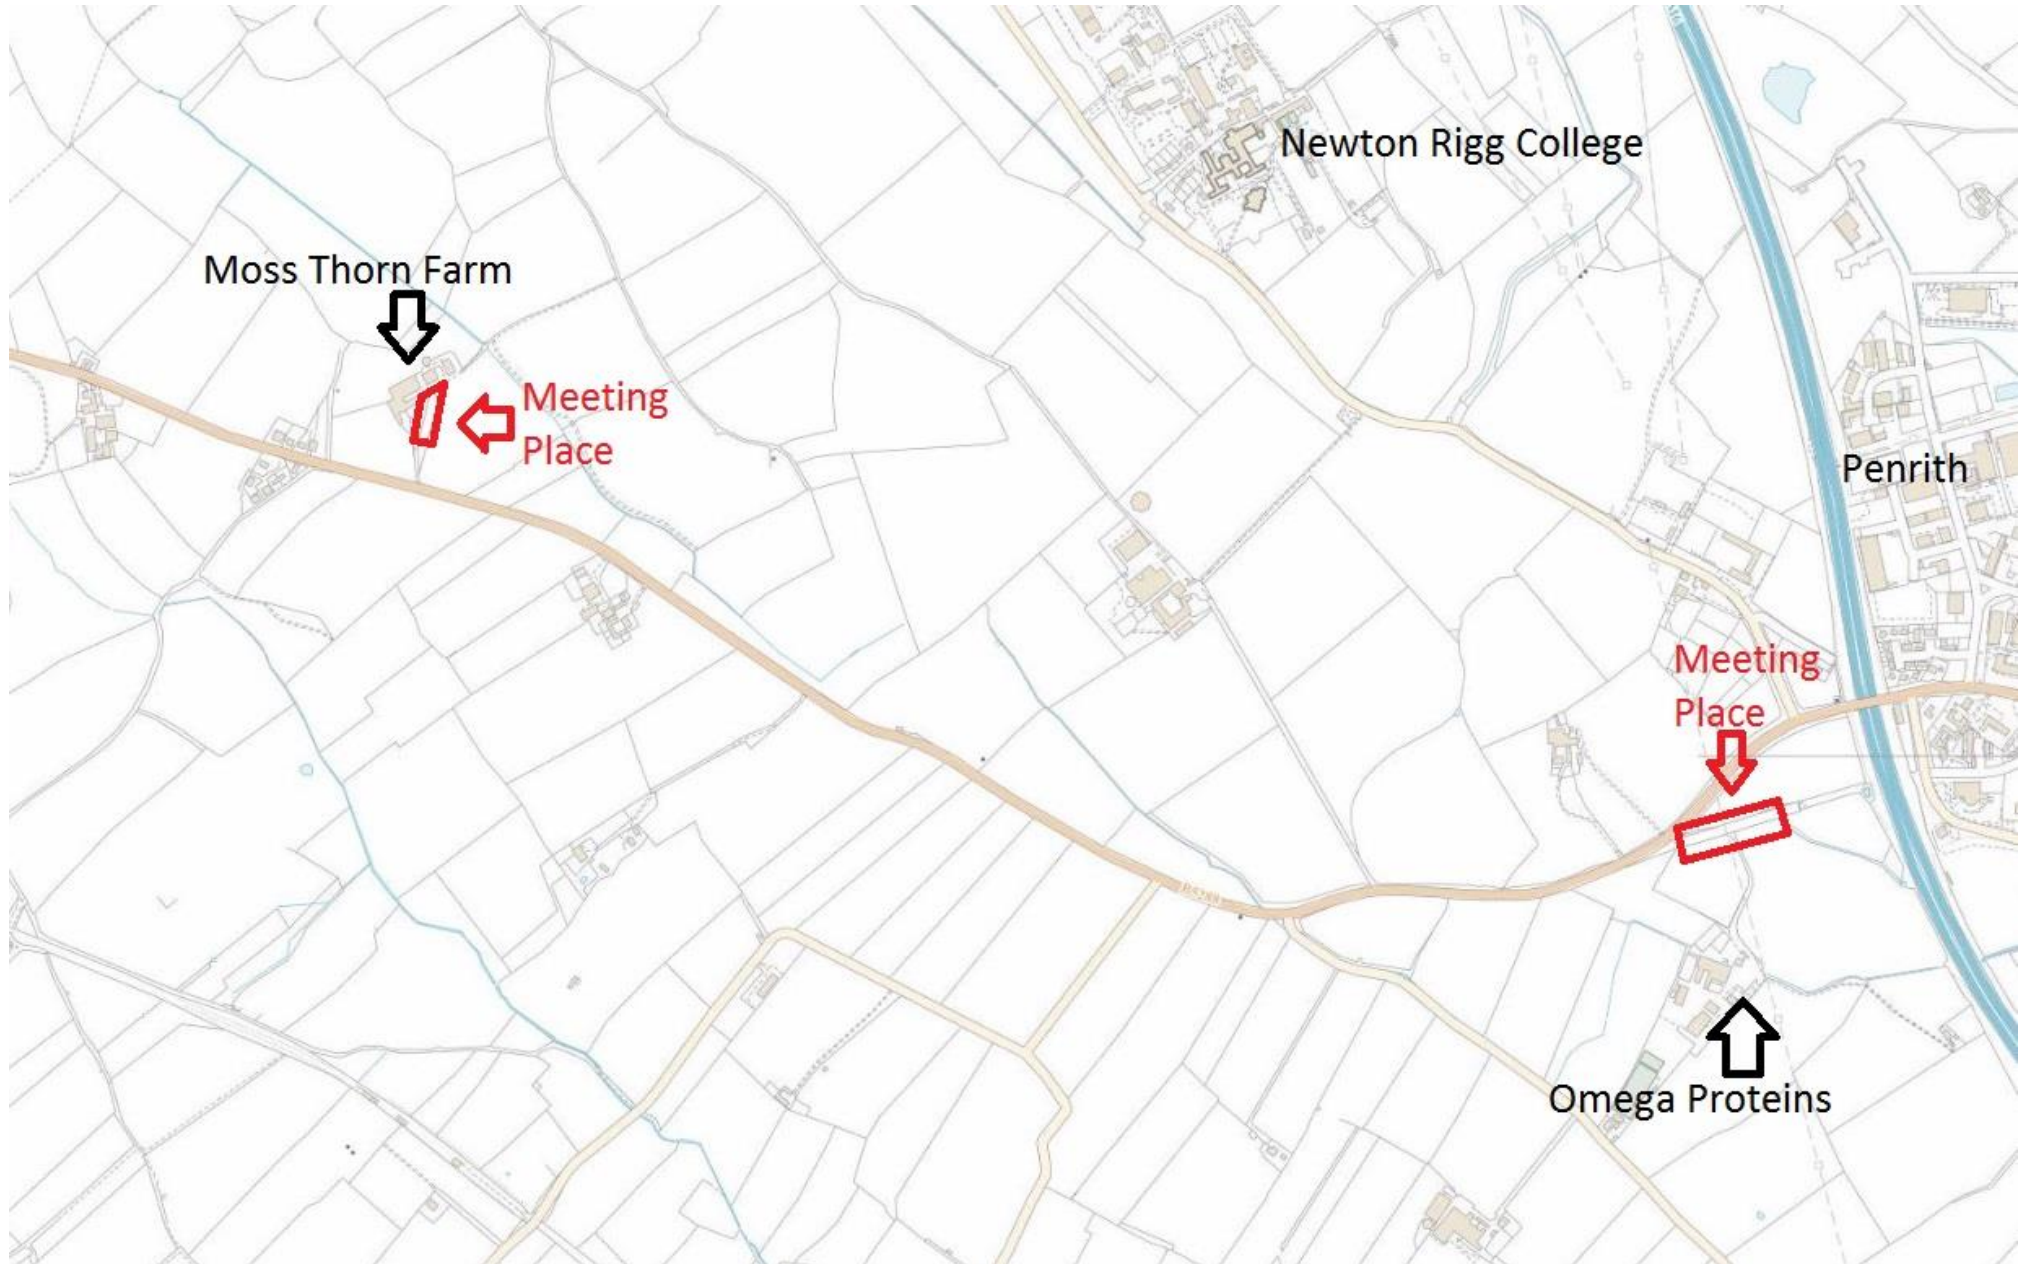 Newton Rigg College
Moss Thorn Farm
Meeting
Place
Penrith
Meeting
Place
Omega Proteins